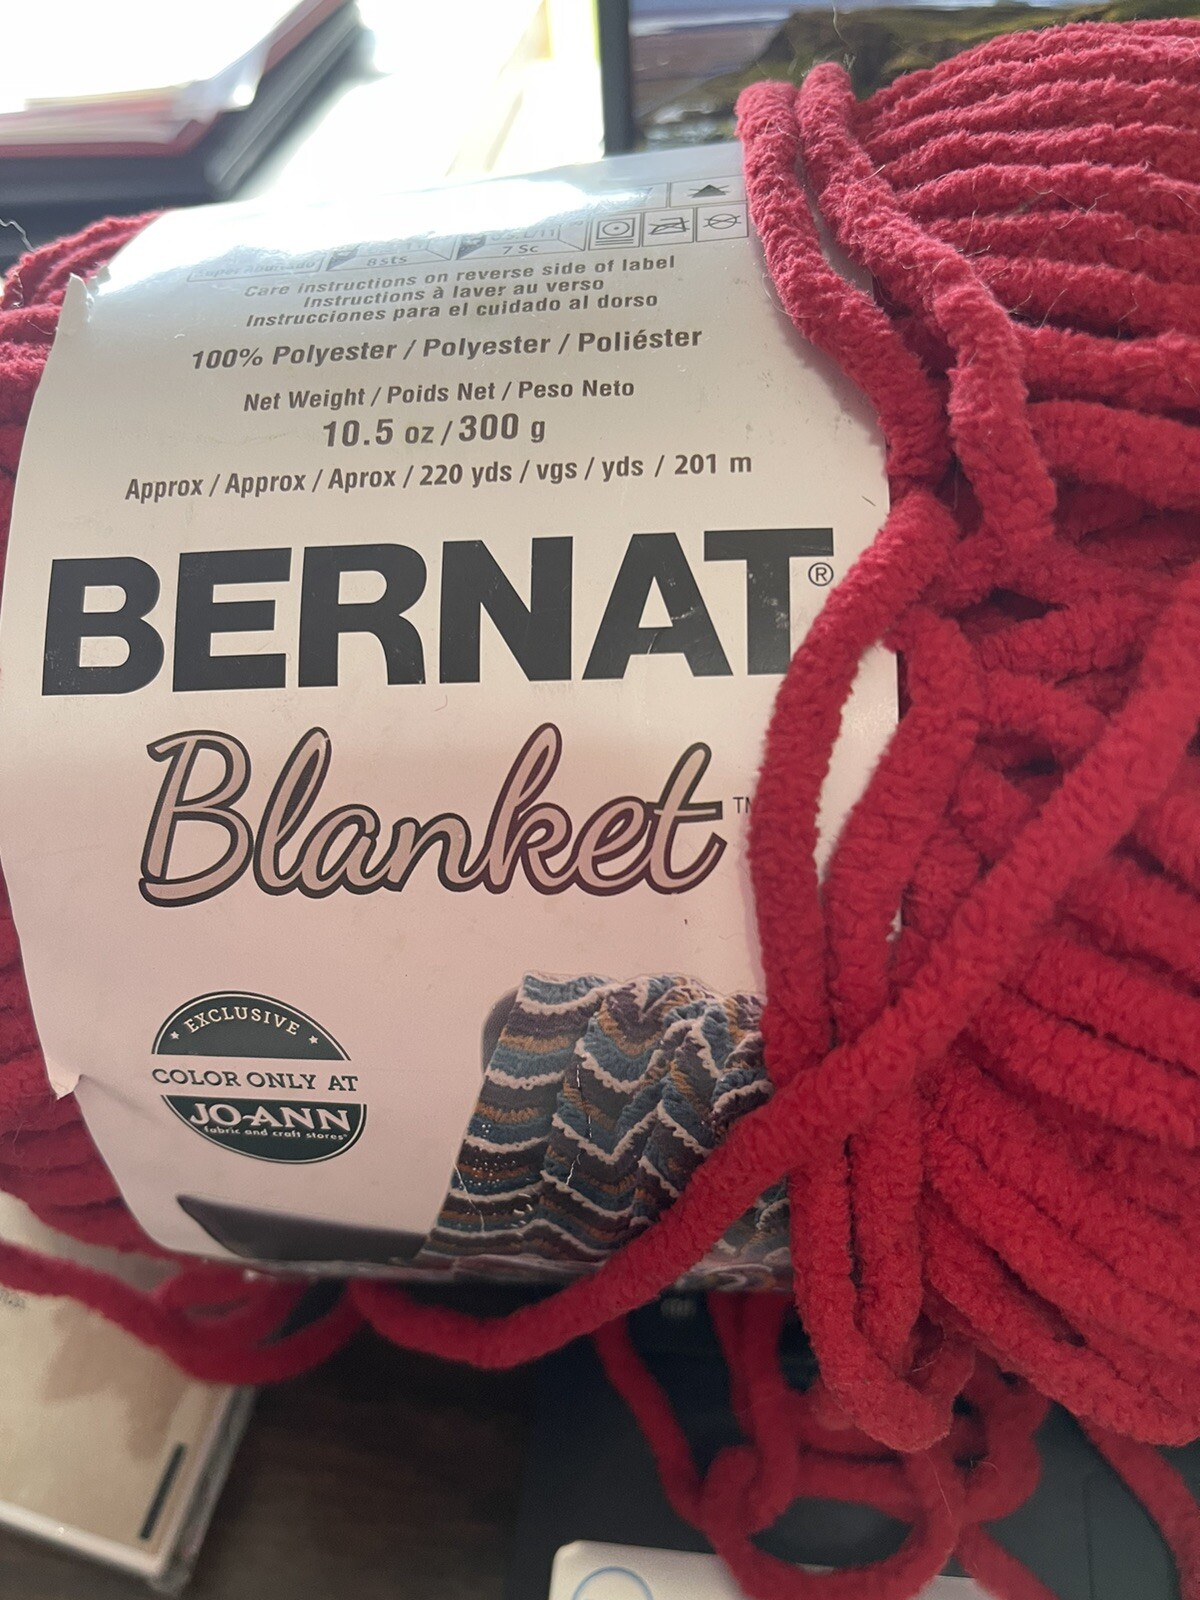 8 sts
7 Sc
Care instructions on reverse side of label
Instructions à laver au verso
Instrucciones para el cuidado al dorso
100% Polyester / Polyester / Poliéster
Net Weight / Poids Net / Peso Neto
10.5 oz / 300 g
Approx / Approx / Aprox / 220 yds / vgs / yds / 201 m
BERNAT®
Blanket™
EXCLUSIVE
COLOR ONLY AT
JO-ANN
fabric and craft stores®